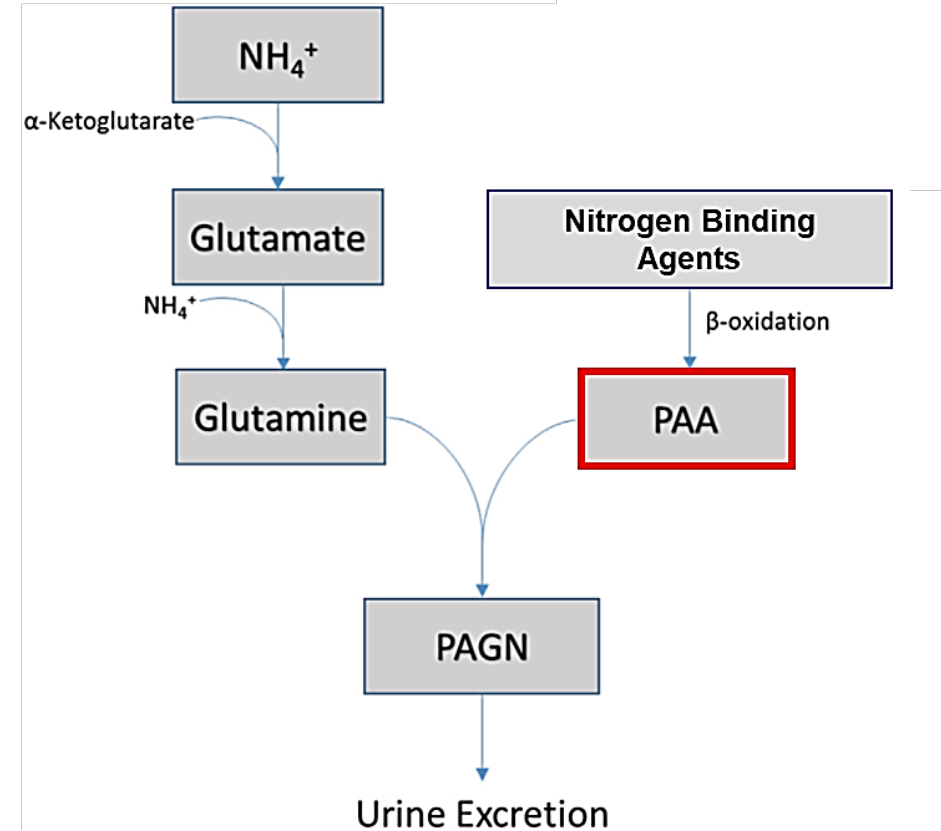 NH₄⁺
α-Ketoglutarate
Glutamate
Nitrogen Binding
Agents
NH₄⁺
β-oxidation
Glutamine
PAA
PAGN
Urine Excretion